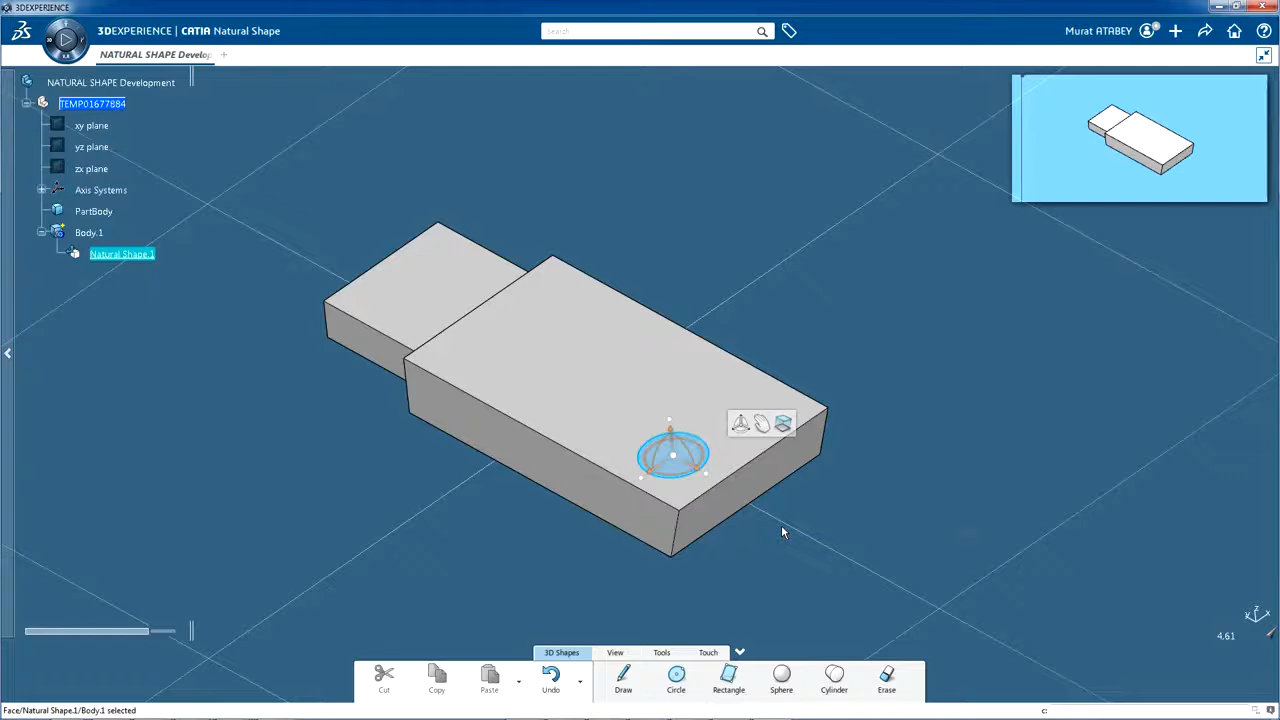 3DEXPERIENCE
3DEXPERIENCE | CATIA Natural Shape
Search
Murat ATABEY
NATURAL SHAPE Develop
NATURAL SHAPE Development
TEMP01677884
xy plane
yz plane
zx plane
Axis Systems
PartBody
Body.1
Natural Shape.1
z
y x
4.61
3D Shapes View Tools Touch
Cut Copy Paste Undo Draw Circle Rectangle Sphere Cylinder Erase
Face/Natural Shape.1/Body.1 selected
c: